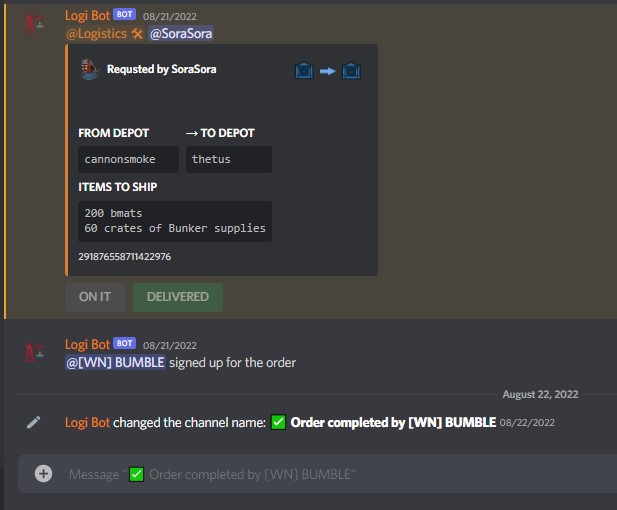 Logi Bot BOT 08/21/2022
@Logistics 🛠 @SoraSora
Requsted by SoraSora
FROM DEPOT → TO DEPOT
cannonsmoke thetus
ITEMS TO SHIP
200 bmats
60 crates of Bunker supplies
291876558711422976
ON IT DELIVERED
Logi Bot BOT 08/21/2022
@[WN] BUMBLE signed up for the order
August 22, 2022
Logi Bot changed the channel name: ✅ Order completed by [WN] BUMBLE 08/22/2022
Message "✅ Order completed by [WN] BUMBLE"